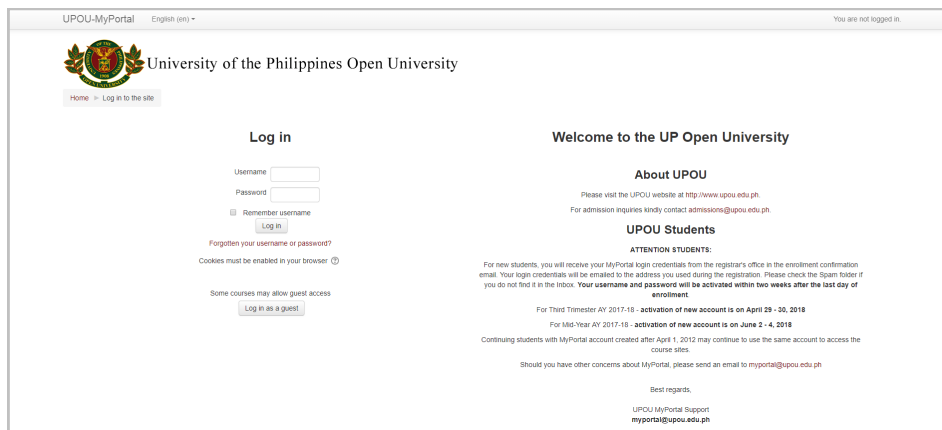 UPOU-MyPortal English (en)
You are not logged in.
University of the Philippines Open University
Home Log in to the site
Log in
Username
Password
Remember username
Log in
Forgotten your username or password?
Cookies must be enabled in your browser ?
Some courses may allow guest access
Log in as a guest
Welcome to the UP Open University
About UPOU
Please visit the UPOU website at http://www.upou.edu.ph.
For admission inquiries kindly contact admissions@upou.edu.ph.
UPOU Students
ATTENTION STUDENTS:
For new students, you will receive your MyPortal login credentials from the registrar's office in the enrollment confirmation
email. Your login credentials will be emailed to the address you used during the registration. Please check the Spam folder if
you do not find it in the Inbox. Your username and password will be activated within two weeks after the last day of
enrollment.
For Third Trimester AY 2017-18 - activation of new account is on April 29 - 30, 2018
For Mid-Year AY 2017-18 - activation of new account is on June 2 - 4, 2018
Continuing students with MyPortal account created after April 1, 2012 may continue to use the same account to access the
course sites.
Should you have other concerns about MyPortal, please send an email to myportal@upou.edu.ph
Best regards,
UPOU MyPortal Support
myportal@upou.edu.ph